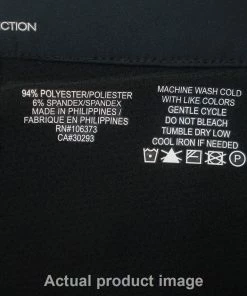 CTION
94% POLYESTER/POLIESTER
6% SPANDEX/SPANDEX
MADE IN PHILIPPINES /
FABRIQUE EN PHILIPPINES
RN#106373
CA#30293
MACHINE WASH COLD
WITH LIKE COLORS
GENTLE CYCLE
DO NOT BLEACH
TUMBLE DRY LOW
COOL IRON IF NEEDED
Actual product image